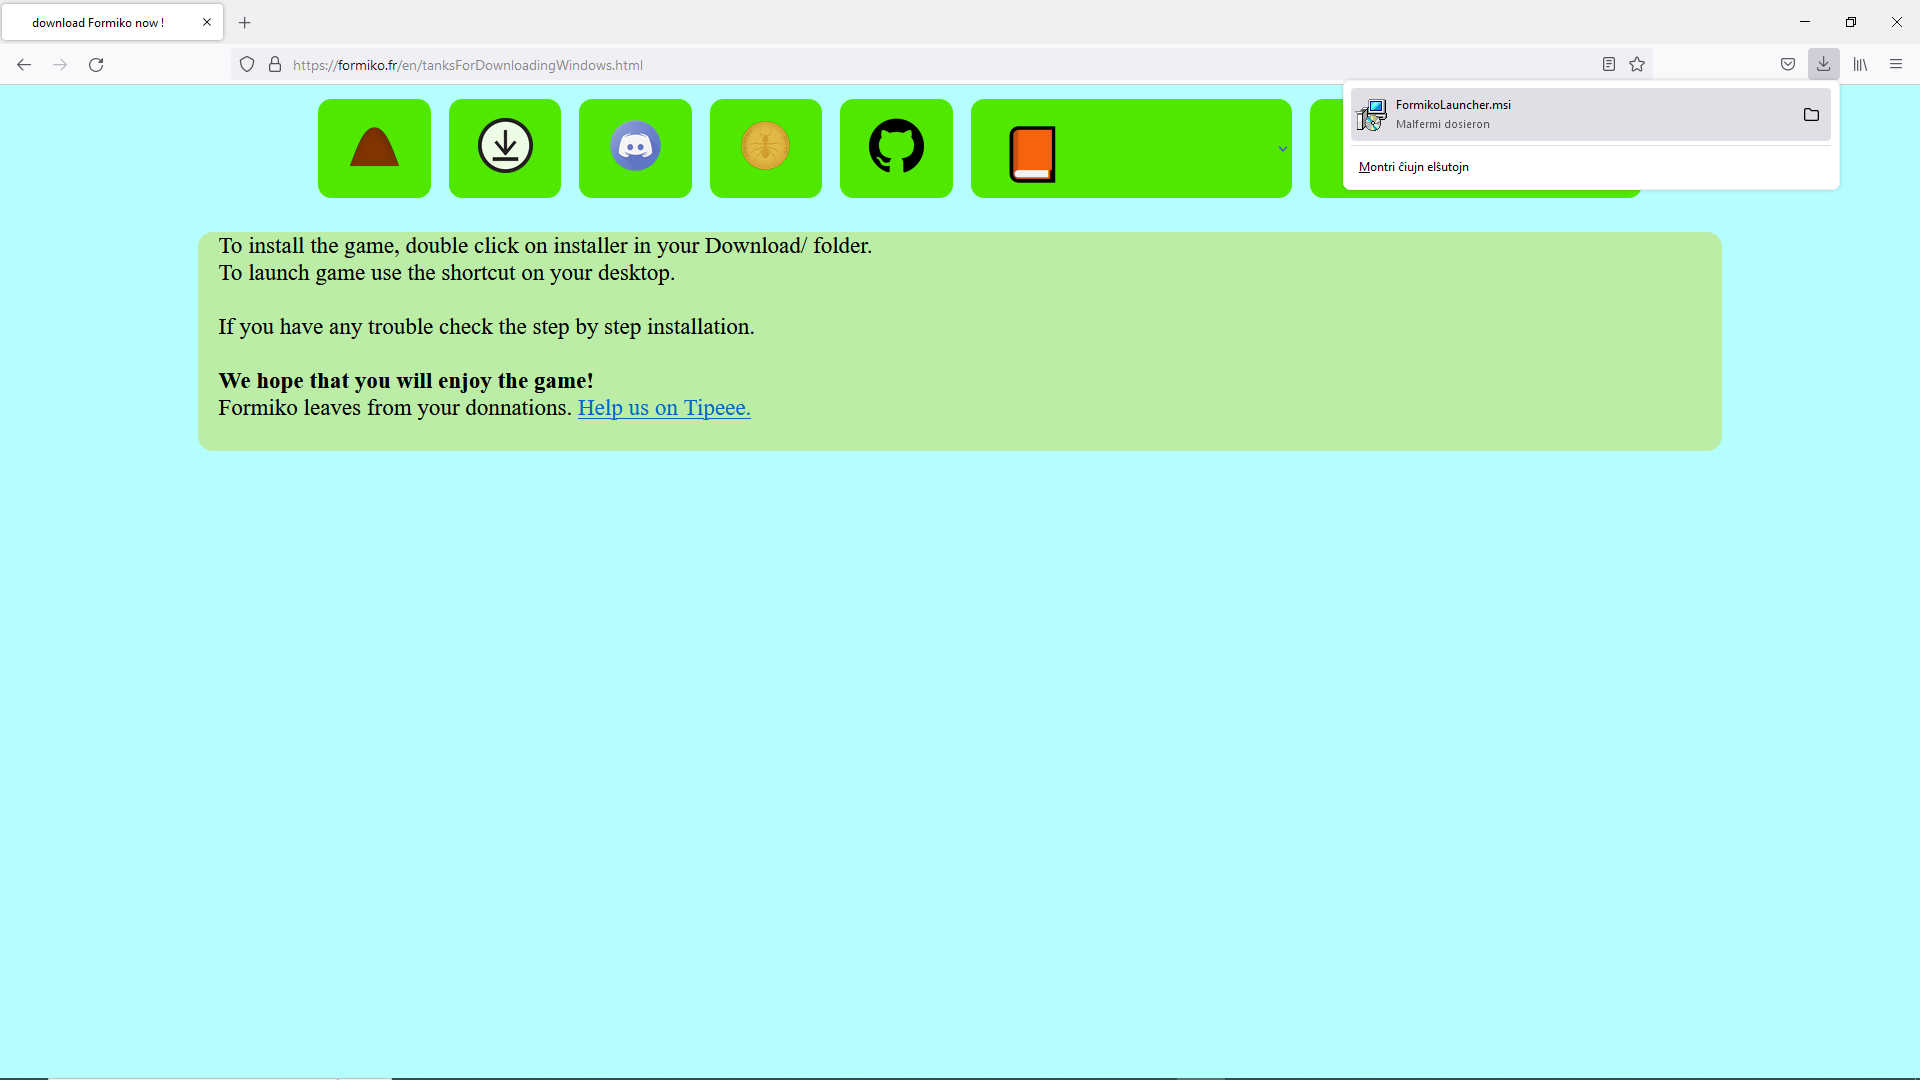 download Formiko now !
https://formiko.fr/en/tanksForDownloadingWindows.html
FormikoLauncher.msi
Malfermi dosieron
Montri ĉiujn elŝutojn
To install the game, double click on installer in your Download/ folder.
To launch game use the shortcut on your desktop.
If you have any trouble check the step by step installation.
We hope that you will enjoy the game!
Formiko leaves from your donnations. Help us on Tipeee.